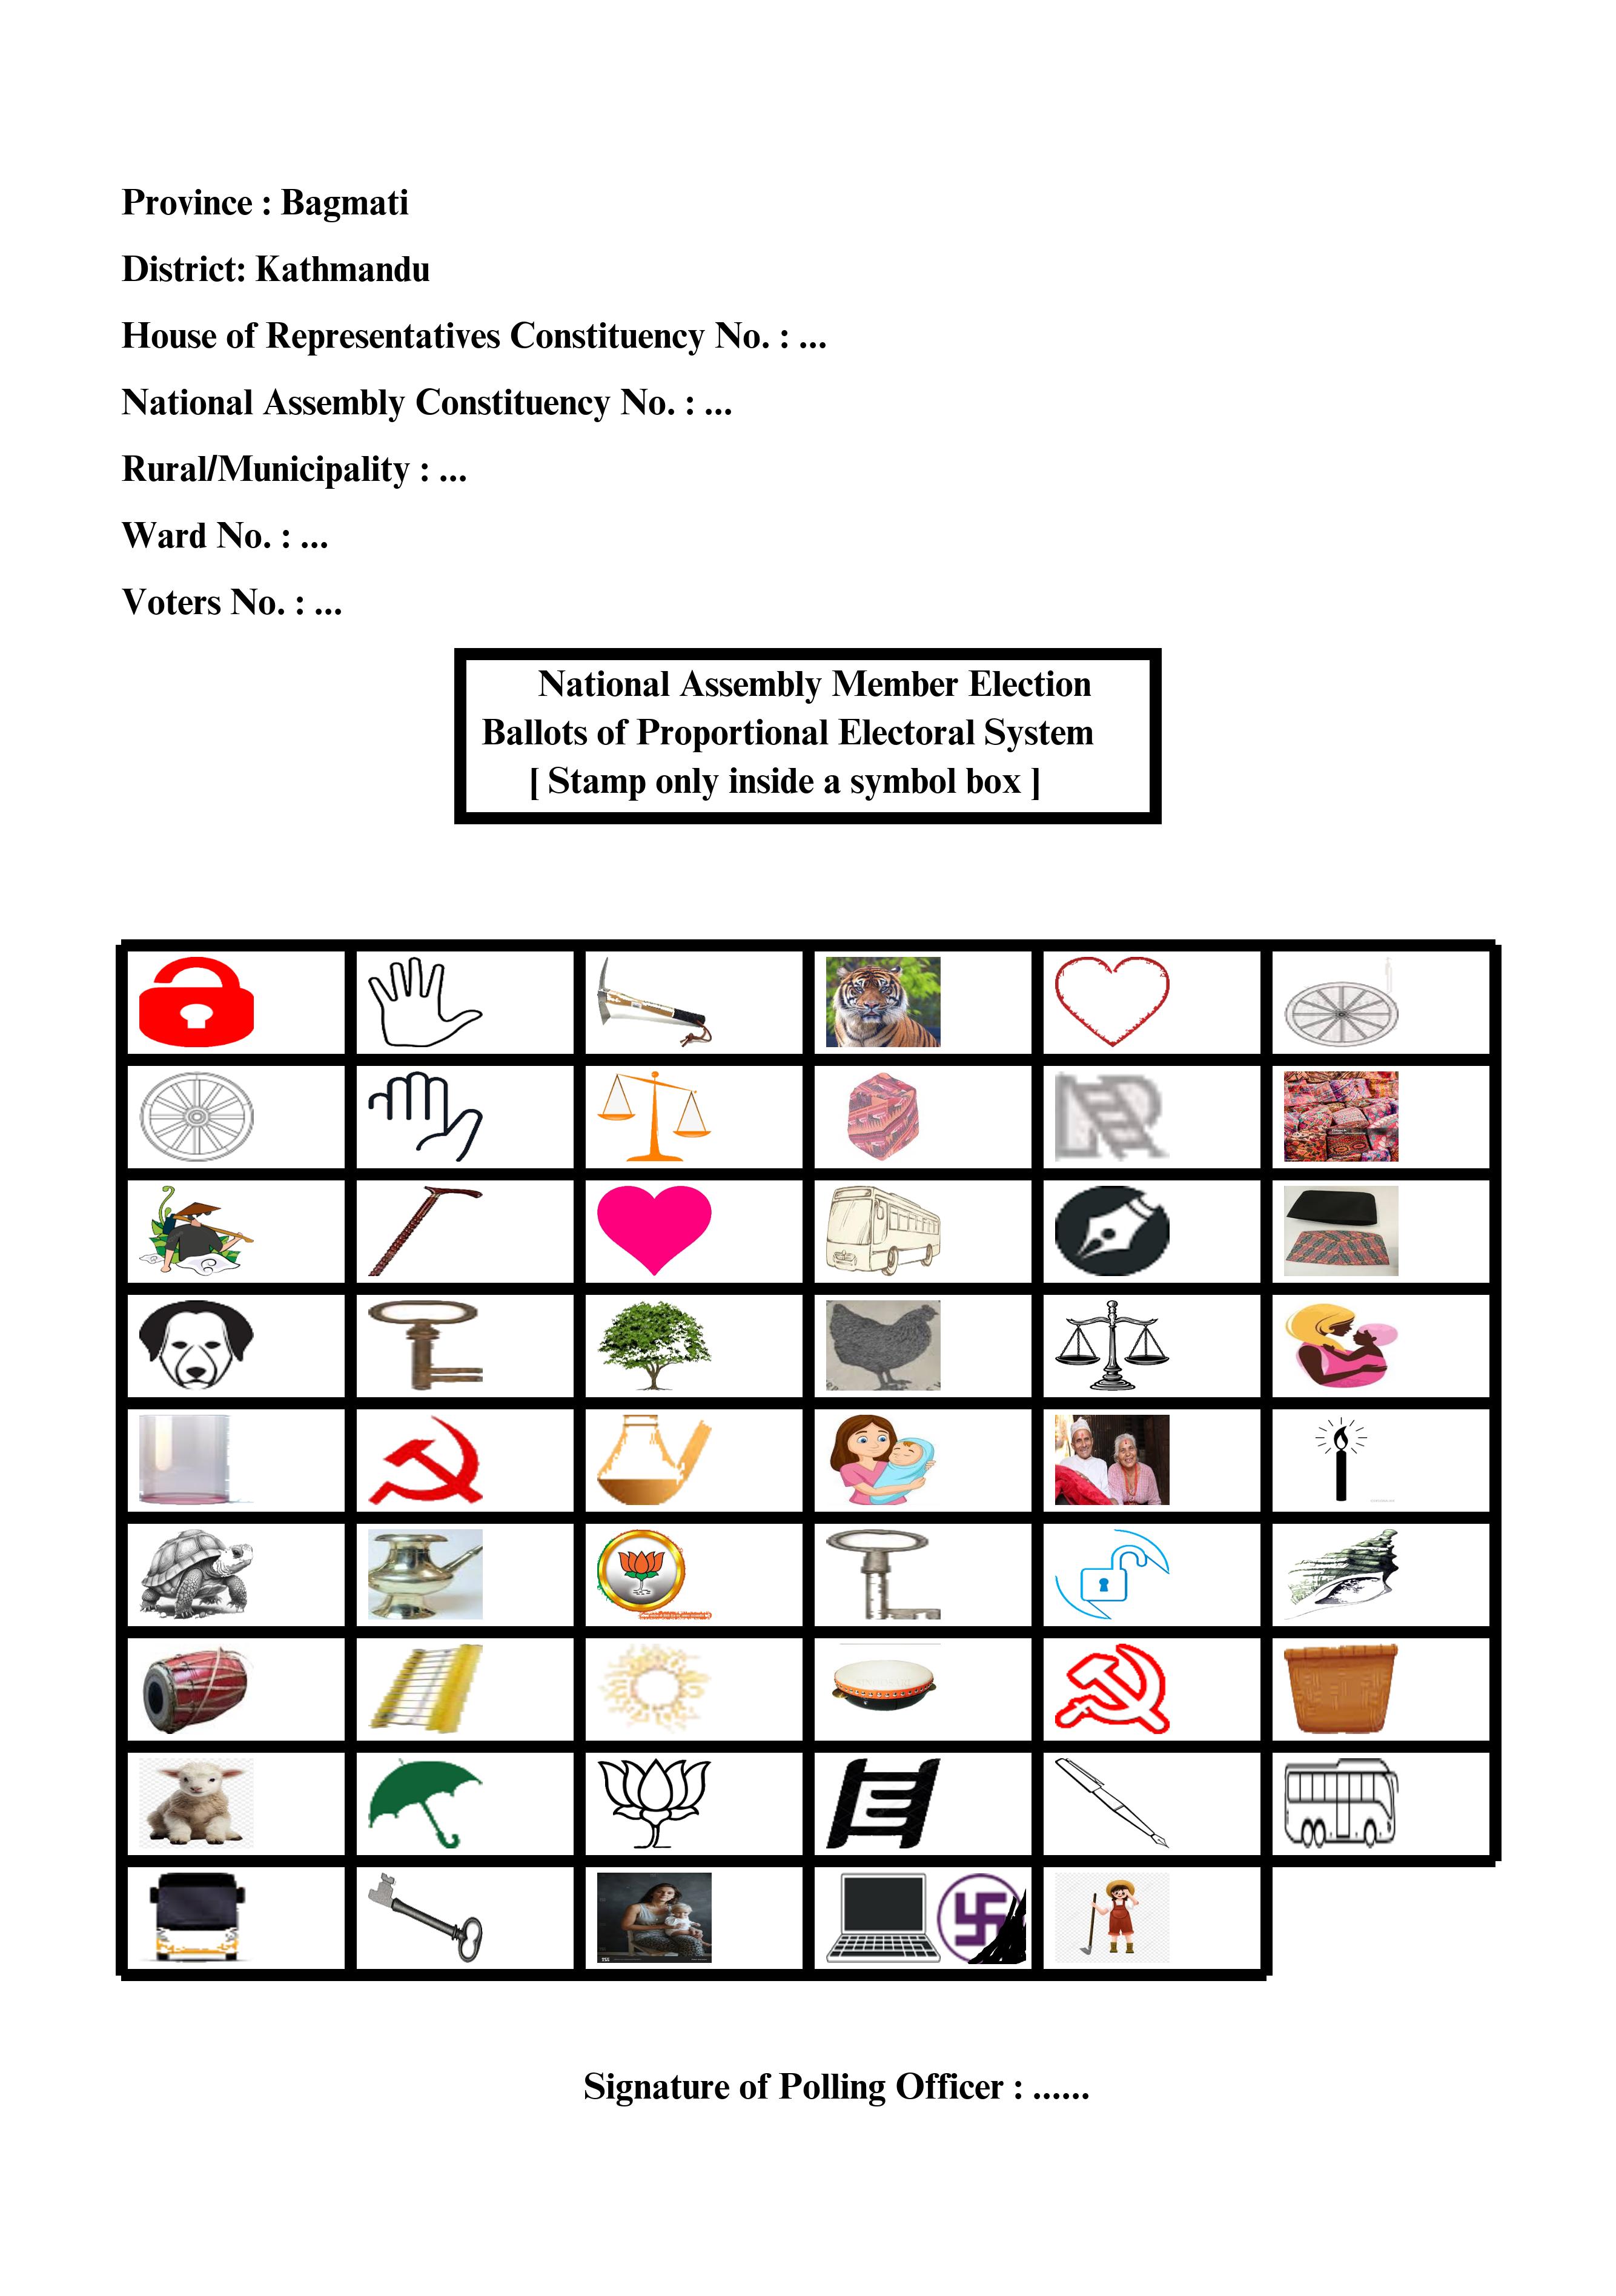 Province : Bagmati
District: Kathmandu
House of Representatives Constituency No. : ...
National Assembly Constituency No. : ...
Rural/Municipality : ...
Ward No. : ...
Voters No. : ...
National Assembly Member Election
Ballots of Proportional Electoral System
[ Stamp only inside a symbol box ]
Signature of Polling Officer : ......